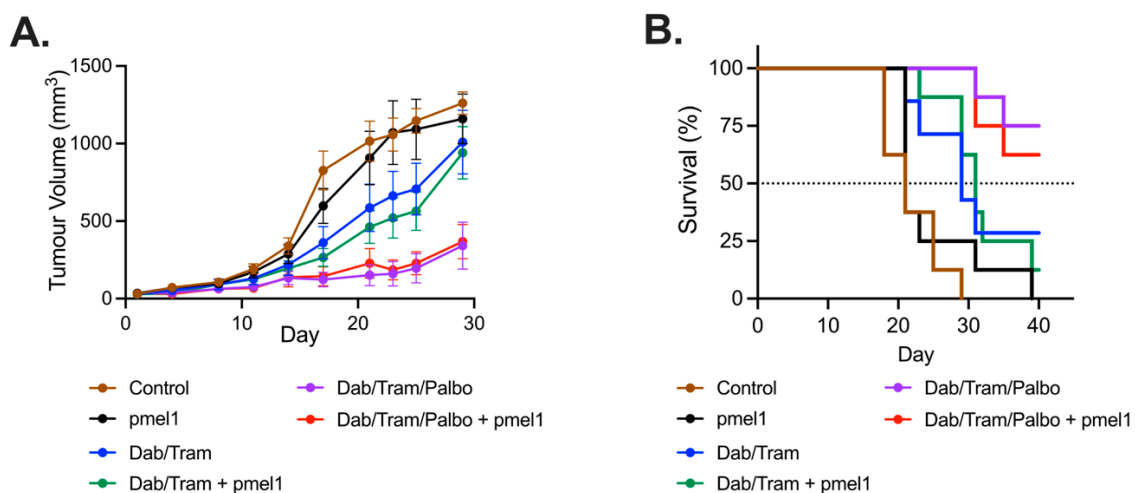 A.
Tumour Volume (mm³)
1500
1000
500
0
0
10
20
30
Day
Control
pmel1
Dab/Tram
Dab/Tram + pmel1
Dab/Tram/Palbo
Dab/Tram/Palbo + pmel1
B.
Survival (%)
100
75
50
25
0
0
10
20
30
40
Day
Control
pmel1
Dab/Tram
Dab/Tram + pmel1
Dab/Tram/Palbo
Dab/Tram/Palbo + pmel1